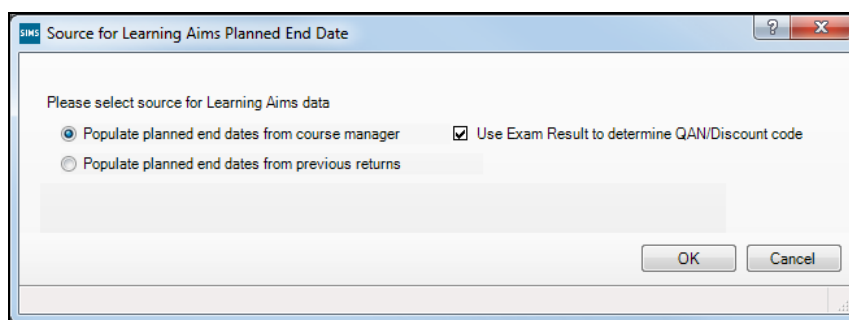 SIMS Source for Learning Aims Planned End Date ? X
Please select source for Learning Aims data
Populate planned end dates from course manager Use Exam Result to determine QAN/Discount code
Populate planned end dates from previous returns
OK Cancel